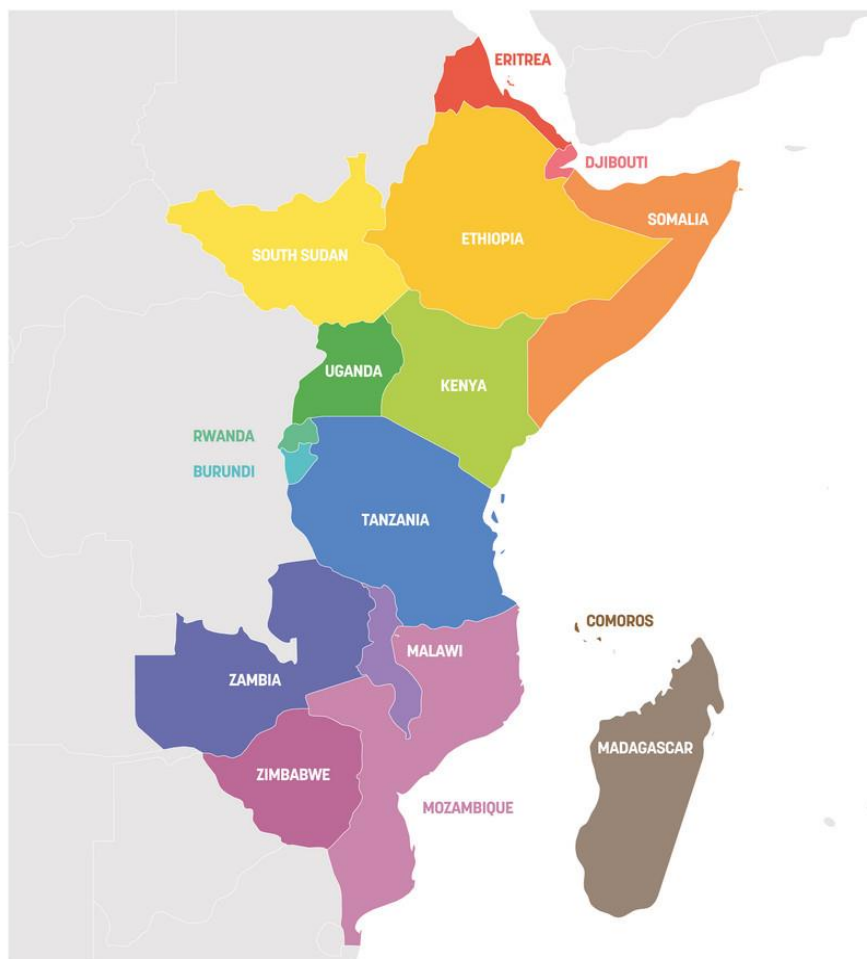 ERITREA
DJIBOUTI
SOMALIA
ETHIOPIA
SOUTH SUDAN
UGANDA
KENYA
RWANDA
BURUNDI
TANZANIA
COMOROS
MALAWI
ZAMBIA
MADAGASCAR
ZIMBABWE
MOZAMBIQUE